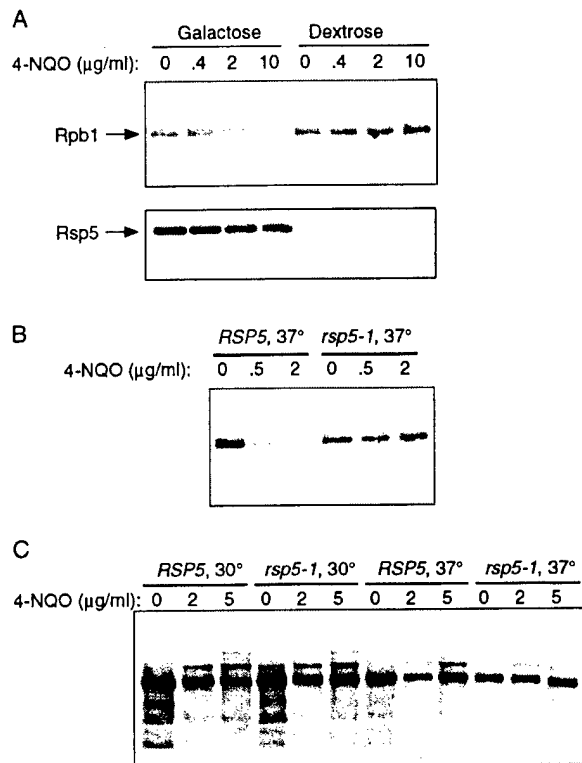 A
Galactose Dextrose
4-NQO (µg/ml): 0 .4 2 10 0 .4 2 10
Rpb1
Rsp5
B
RSP5, 37° rsp5-1, 37°
4-NQO (µg/ml): 0 .5 2 0 .5 2
C
RSP5, 30° rsp5-1, 30° RSP5, 37° rsp5-1, 37°
4-NQO (µg/ml): 0 2 5 0 2 5 0 2 5 0 2 5